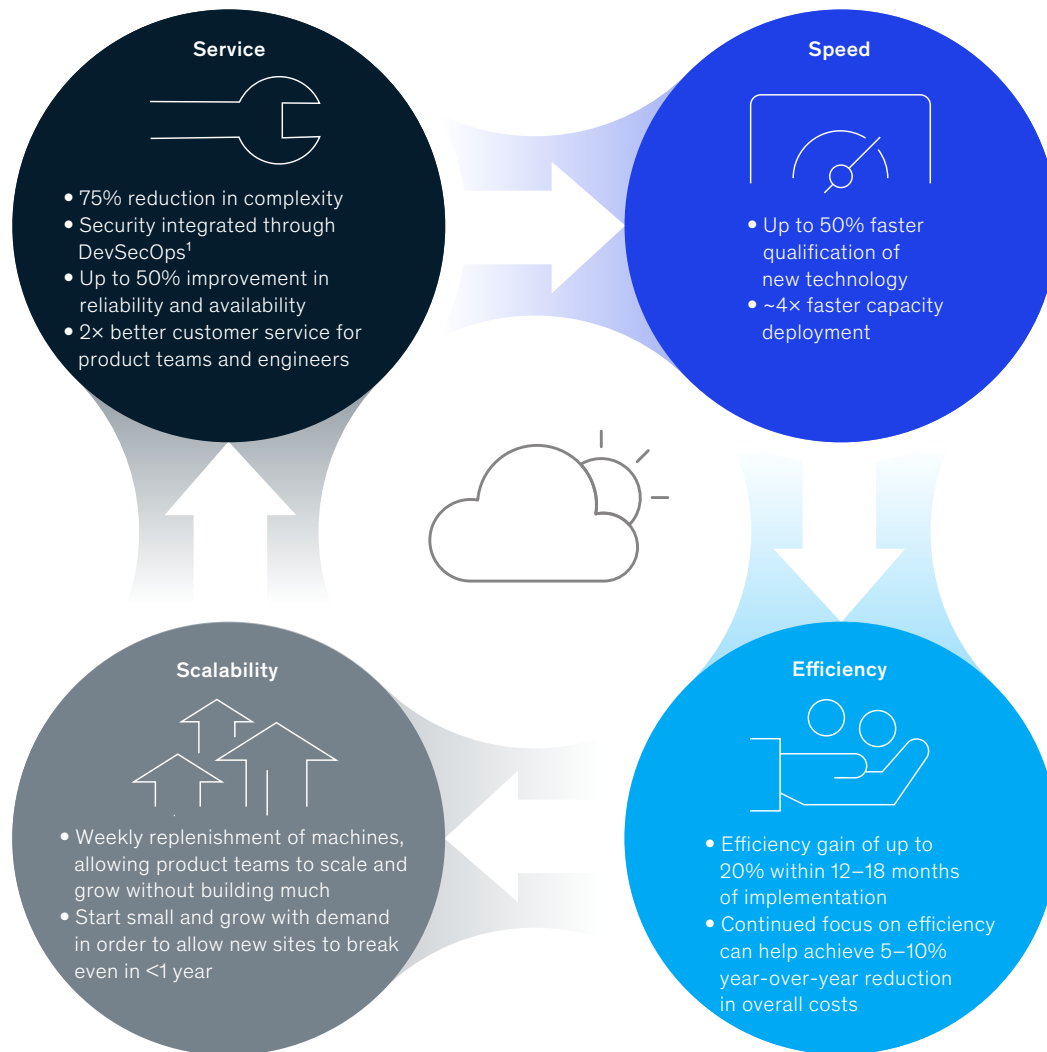 Service
• 75% reduction in complexity
• Security integrated through
DevSecOps¹
• Up to 50% improvement in
reliability and availability
• 2× better customer service for
product teams and engineers
Speed
• Up to 50% faster
qualification of
new technology
• ~4× faster capacity
deployment
Scalability
• Weekly replenishment of machines,
allowing product teams to scale and
grow without building much
• Start small and grow with demand
in order to allow new sites to break
even in <1 year
Efficiency
• Efficiency gain of up to
20% within 12–18 months
of implementation
• Continued focus on efficiency
can help achieve 5–10%
year-over-year reduction
in overall costs